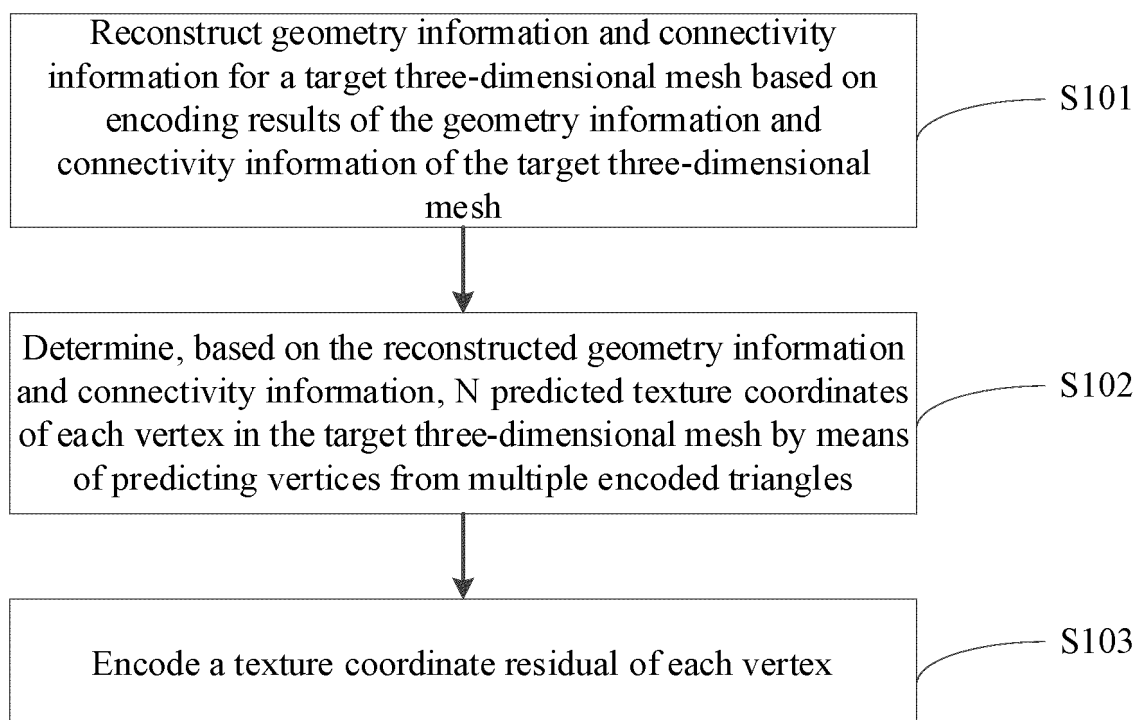 Reconstruct geometry information and connectivity
information for a target three-dimensional mesh based on
encoding results of the geometry information and
connectivity information of the target three-dimensional
mesh
S101
Determine, based on the reconstructed geometry information
and connectivity information, N predicted texture coordinates
of each vertex in the target three-dimensional mesh by means
of predicting vertices from multiple encoded triangles
S102
Encode a texture coordinate residual of each vertex
S103